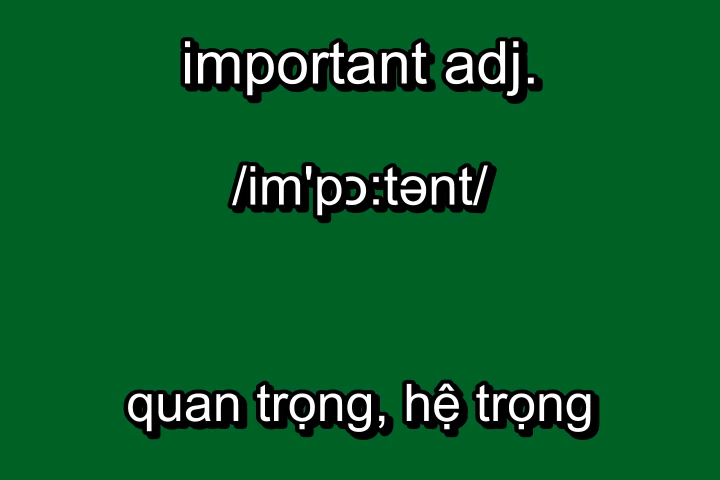 important adj.
/im'pɔ:tənt/
quan trọng, hệ trọng